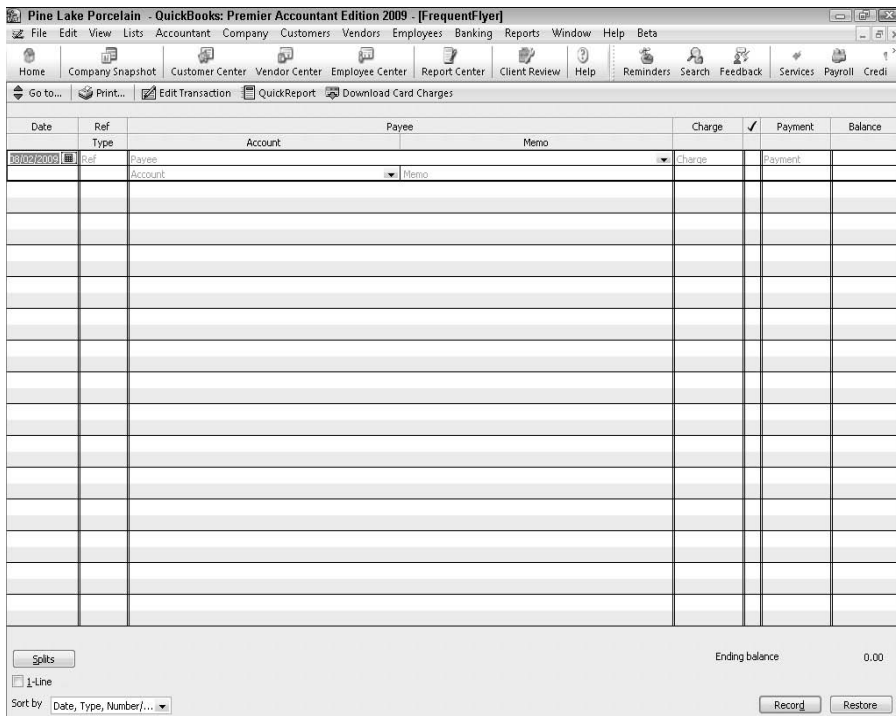 Pine Lake Porcelain - QuickBooks: Premier Accountant Edition 2009 - [FrequentFlyer]
File Edit View Lists Accountant Company Customers Vendors Employees Banking Reports Window Help Beta
Home Company Snapshot Customer Center Vendor Center Employee Center Report Center Client Review Help Reminders Search Feedback Services Payroll Credi
Go to... Print... Edit Transaction QuickReport Download Card Charges
Date Ref Payee Charge ✓ Payment Balance
Type Account Memo
08/02/2009 Ref Payee Charge Payment
Account Memo
Splits Ending balance 0.00
1-Line
Sort by Date, Type, Number/... Record Restore